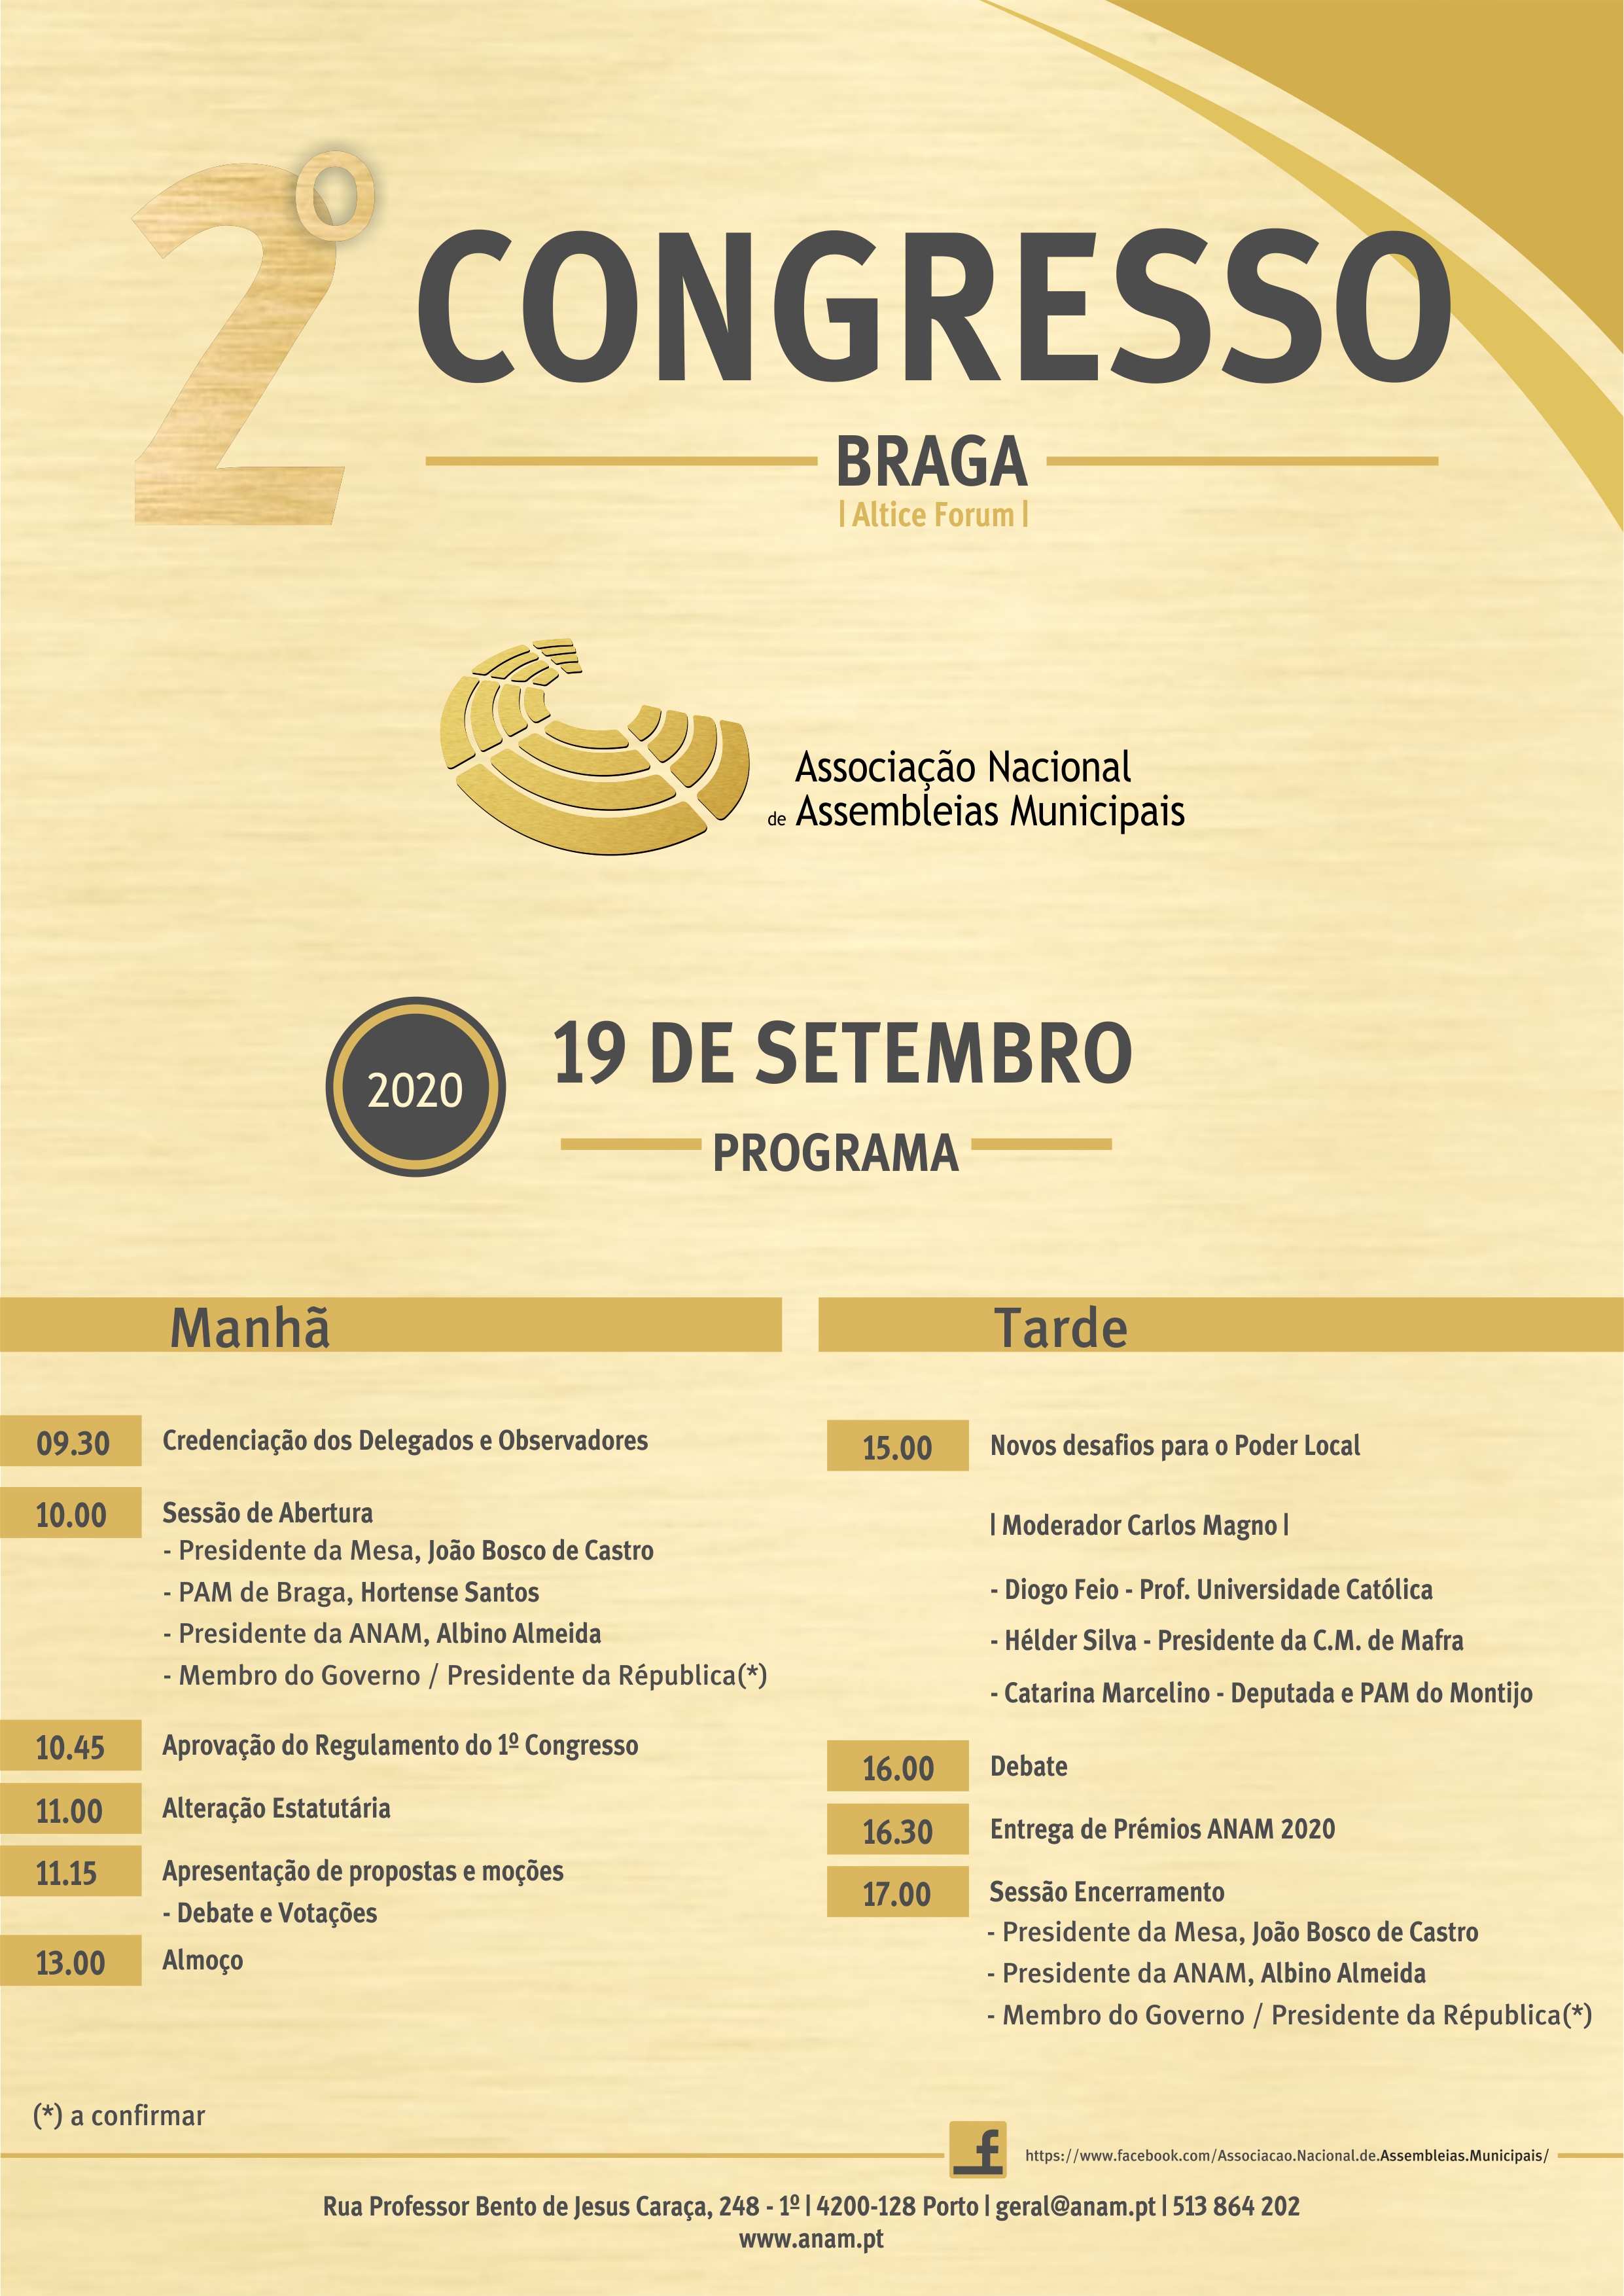 2º CONGRESSO
BRAGA
| Altice Forum |
Associação Nacional
de Assembleias Municipais
2020
19 DE SETEMBRO
PROGRAMA
Manhã
09.30 Credenciação dos Delegados e Observadores
10.00 Sessão de Abertura
- Presidente da Mesa, João Bosco de Castro
- PAM de Braga, Hortense Santos
- Presidente da ANAM, Albino Almeida
- Membro do Governo / Presidente da Républica(*)
10.45 Aprovação do Regulamento do 1º Congresso
11.00 Alteração Estatutária
11.15 Apresentação de propostas e moções
- Debate e Votações
13.00 Almoço
Tarde
15.00 Novos desafios para o Poder Local
| Moderador Carlos Magno |
- Diogo Feio - Prof. Universidade Católica
- Hélder Silva - Presidente da C.M. de Mafra
- Catarina Marcelino - Deputada e PAM do Montijo
16.00 Debate
16.30 Entrega de Prémios ANAM 2020
17.00 Sessão Encerramento
- Presidente da Mesa, João Bosco de Castro
- Presidente da ANAM, Albino Almeida
- Membro do Governo / Presidente da Républica(*)
(*) a confirmar
f https://www.facebook.com/Associacao.Nacional.de.Assembleias.Municipais/
Rua Professor Bento de Jesus Caraça, 248 - 1º | 4200-128 Porto | geral@anam.pt | 513 864 202
www.anam.pt